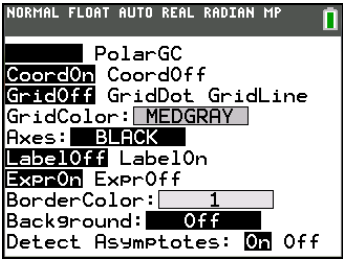 NORMAL FLOAT AUTO REAL RADIAN MP
PolarGC
CoordOn CoordOff
GridOff GridDot GridLine
GridColor: MEDGRAY
Axes: BLACK
LabelOff LabelOn
ExprOn ExprOff
BorderColor: 1
Background: Off
Detect Asymptotes: On Off